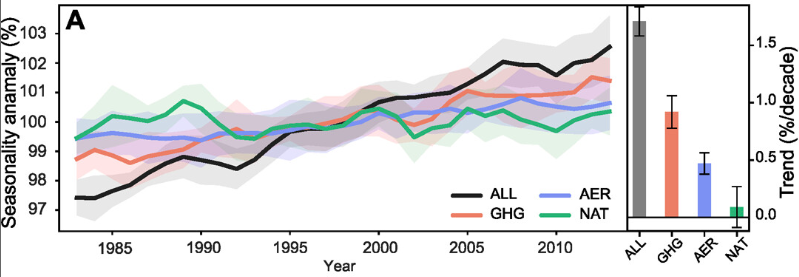 A
Seasonality anamaly (%)
103
102
101
100
99
98
97
1985
1990
1995
2000
2005
2010
Year
ALL
AER
GHG
NAT
1.5
1.0
0.5
0.0
Trend (%/decade)
ALL
GHG
AER
NAT